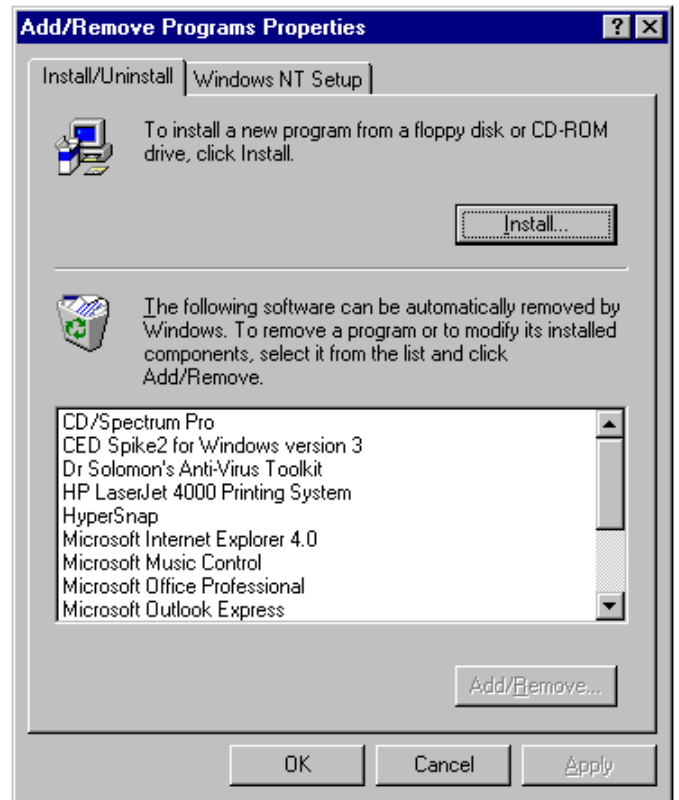 Add/Remove Programs Properties
Install/Uninstall
Windows NT Setup
To install a new program from a floppy disk or CD-ROM
drive, click Install.
Install...
The following software can be automatically removed by
Windows. To remove a program or to modify its installed
components, select it from the list and click
Add/Remove.
CD/Spectrum Pro
CED Spike2 for Windows version 3
Dr Solomon's Anti-Virus Toolkit
HP LaserJet 4000 Printing System
HyperSnap
Microsoft Internet Explorer 4.0
Microsoft Music Control
Microsoft Office Professional
Microsoft Outlook Express
Add/Remove...
OK
Cancel
Apply